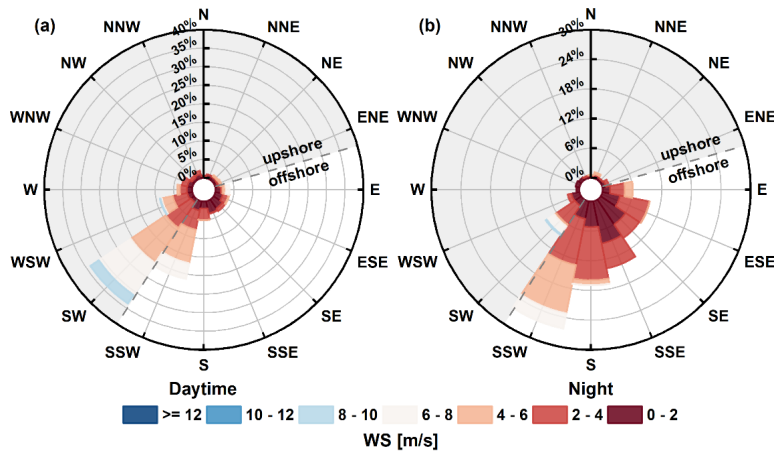 (a)
N
NNE
NE
ENE
E
ESE
SE
SSE
S
SSW
SW
WSW
W
WNW
NW
NNW
40%
35%
30%
25%
20%
15%
10%
5%
0%
upshore
offshore
Daytime
(b)
N
NNE
NE
ENE
E
ESE
SE
SSE
S
SSW
SW
WSW
W
WNW
NW
NNW
30%
24%
18%
12%
6%
0%
upshore
offshore
Night
>= 12 10 - 12 8 - 10 6 - 8 4 - 6 2 - 4 0 - 2
WS [m/s]